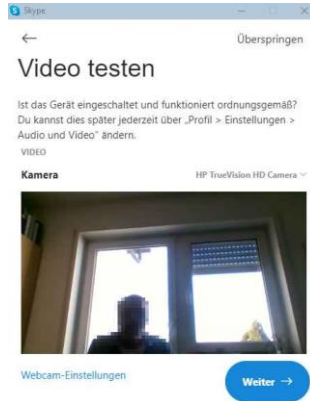 Skype
Überspringen
Video testen
Ist das Gerät eingeschaltet und funktioniert ordnungsgemäß?
Du kannst dies später jederzeit über „Profil > Einstellungen >
Audio und Video" ändern.
VIDEO
Kamera HP TrueVision HD Camera
Webcam-Einstellungen
Weiter →